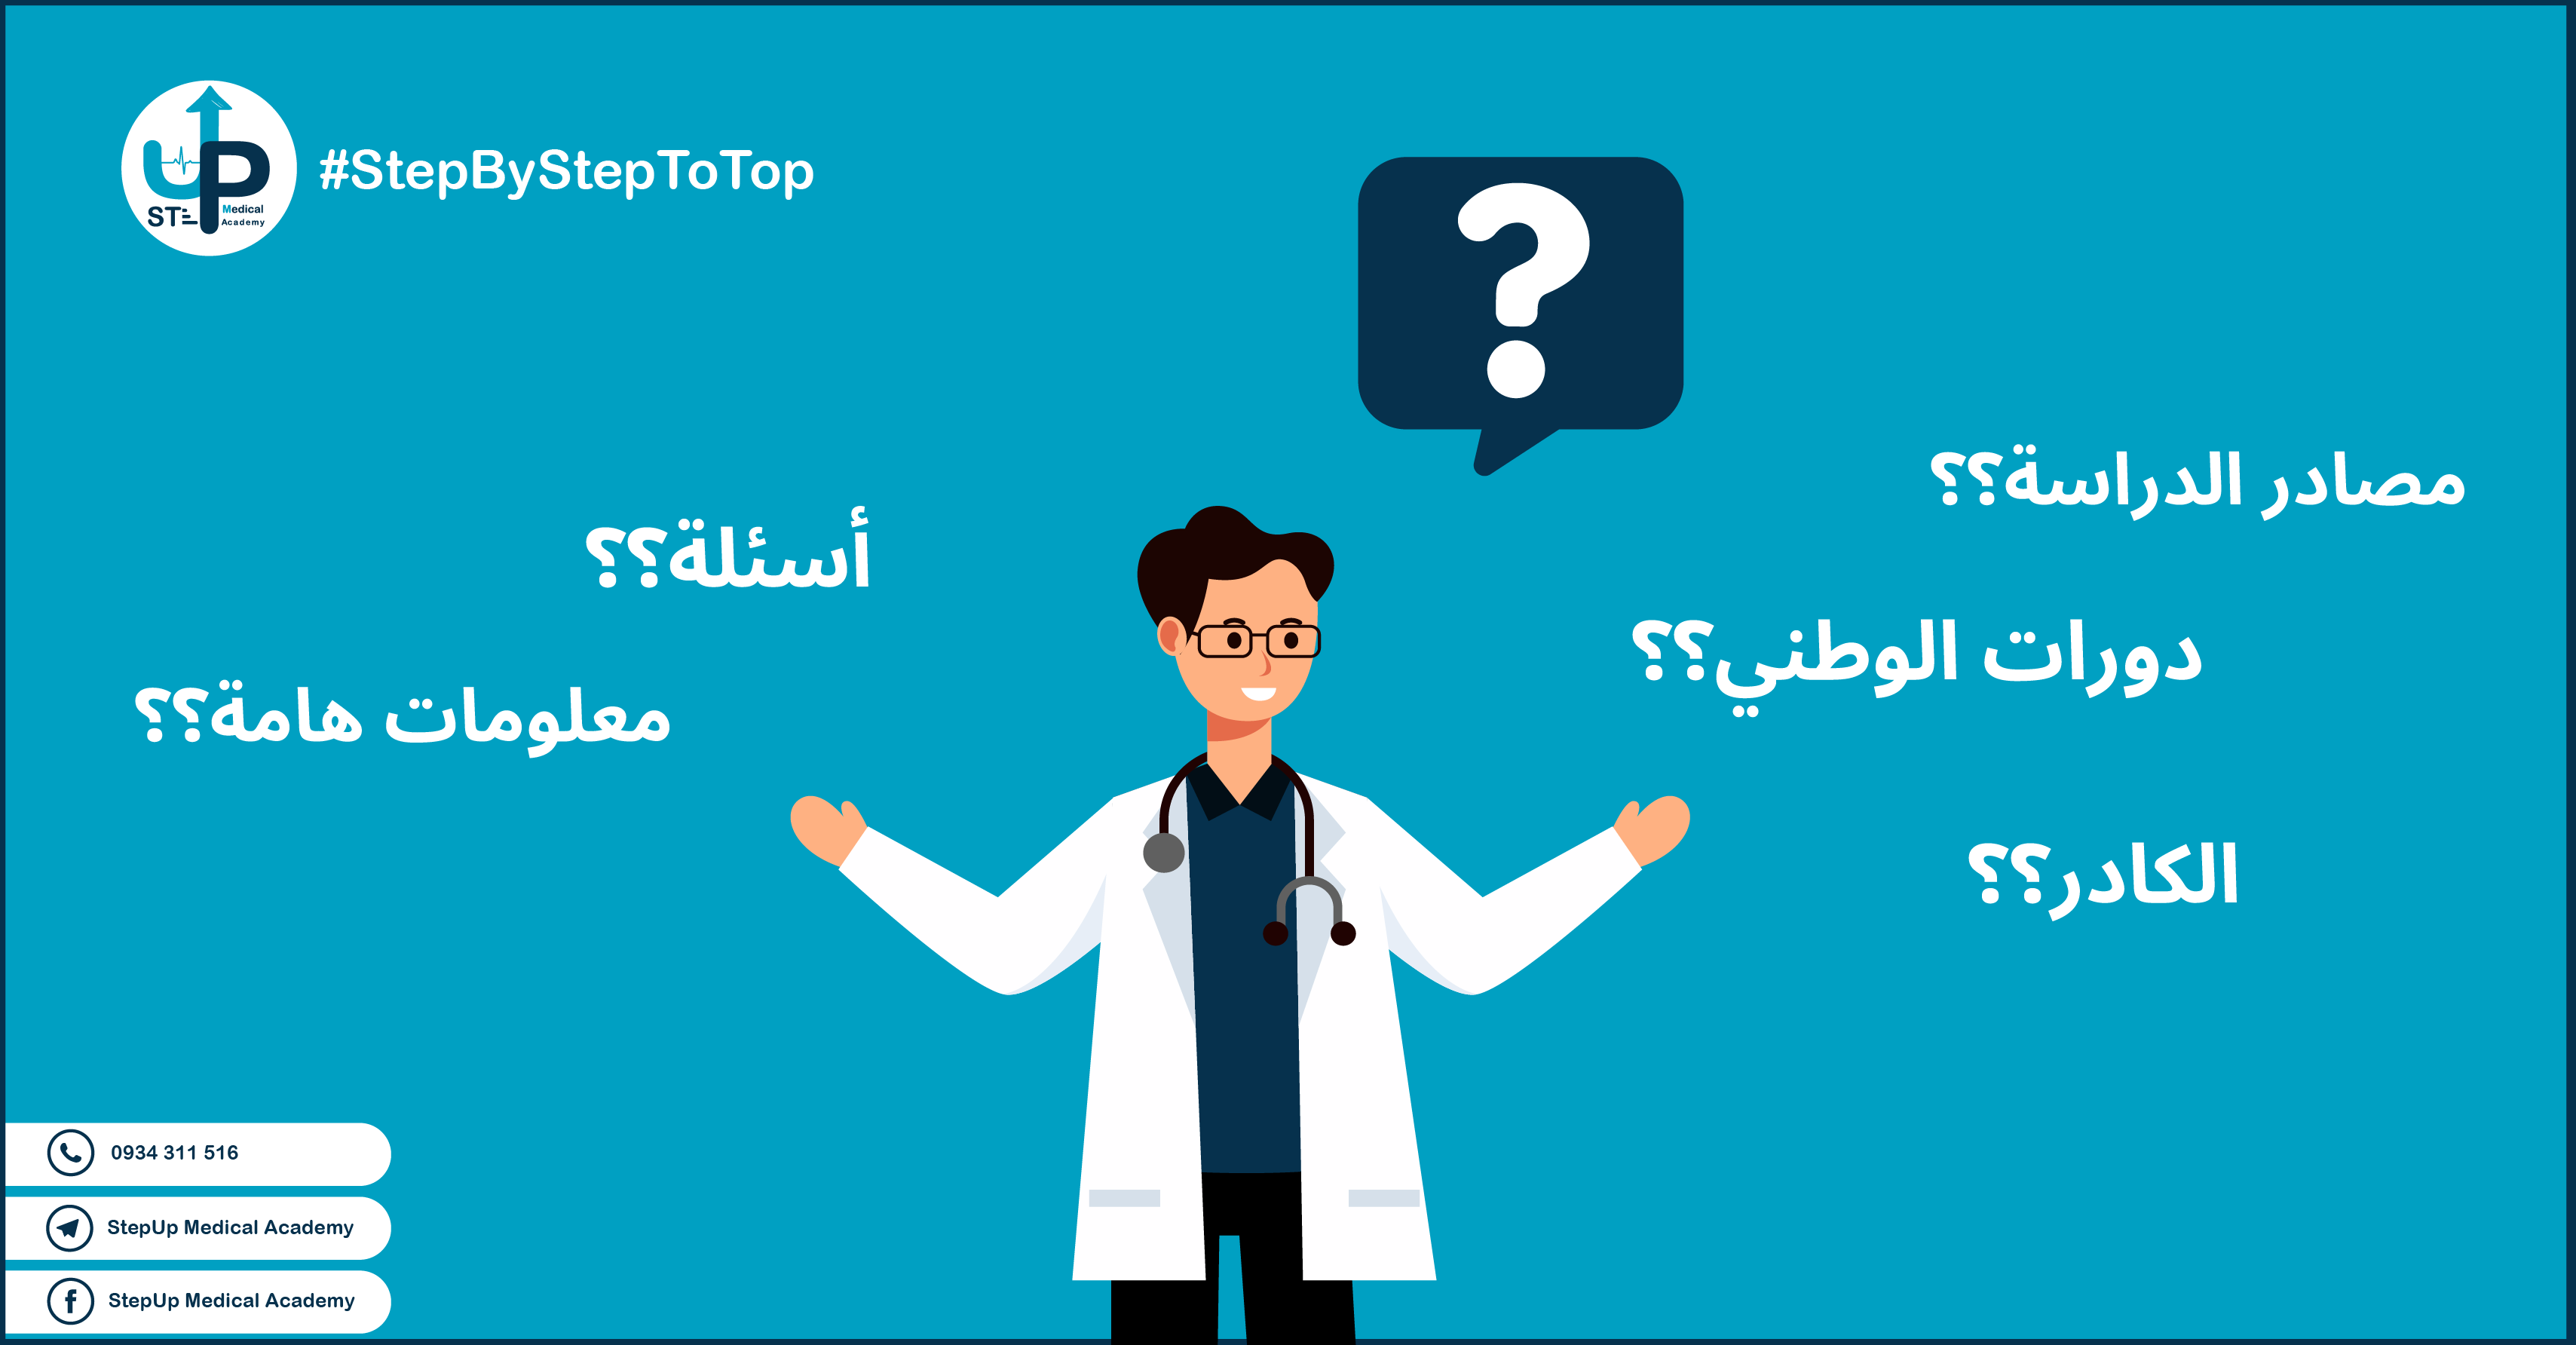 UP
STEP
Medical
Academy
#StepByStepToTop
?
مصادر الدراسة؟؟
أسئلة؟؟
دورات الوطني؟؟
معلومات هامة؟؟
الكادر؟؟
0934 311 516
StepUp Medical Academy
StepUp Medical Academy